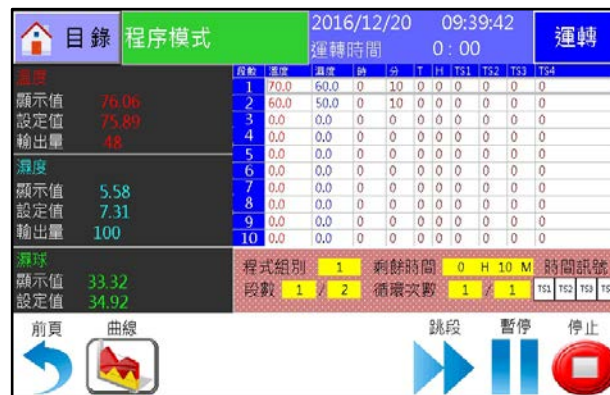 目錄 程序模式 2016/12/20 09:39:42 運轉
運轉時間 0 : 00
溫度
顯示值 76.06
設定值 75.89
輸出量 48
濕度
顯示值 5.58
設定值 7.31
輸出量 100
濕球
顯示值 33.32
設定值 34.92
段數 溫度 濕度 時 分 T H TS1 TS2 TS3 TS4
1 70.0 60.0 0 10 0 0 0 0 0 0
2 60.0 50.0 0 10 0 0 0 0 0 0
3 0.0 0.0 0 0 0 0 0 0 0 0
4 0.0 0.0 0 0 0 0 0 0 0 0
5 0.0 0.0 0 0 0 0 0 0 0 0
6 0.0 0.0 0 0 0 0 0 0 0 0
7 0.0 0.0 0 0 0 0 0 0 0 0
8 0.0 0.0 0 0 0 0 0 0 0 0
9 0.0 0.0 0 0 0 0 0 0 0 0
10 0.0 0.0 0 0 0 0 0 0 0 0
程式組別 1 剩餘時間 0 H 10 M 時間訊號
段數 1 / 2 循環次數 1 / 1 TS1 TS2 TS3
前頁 曲線 跳段 暫停 停止